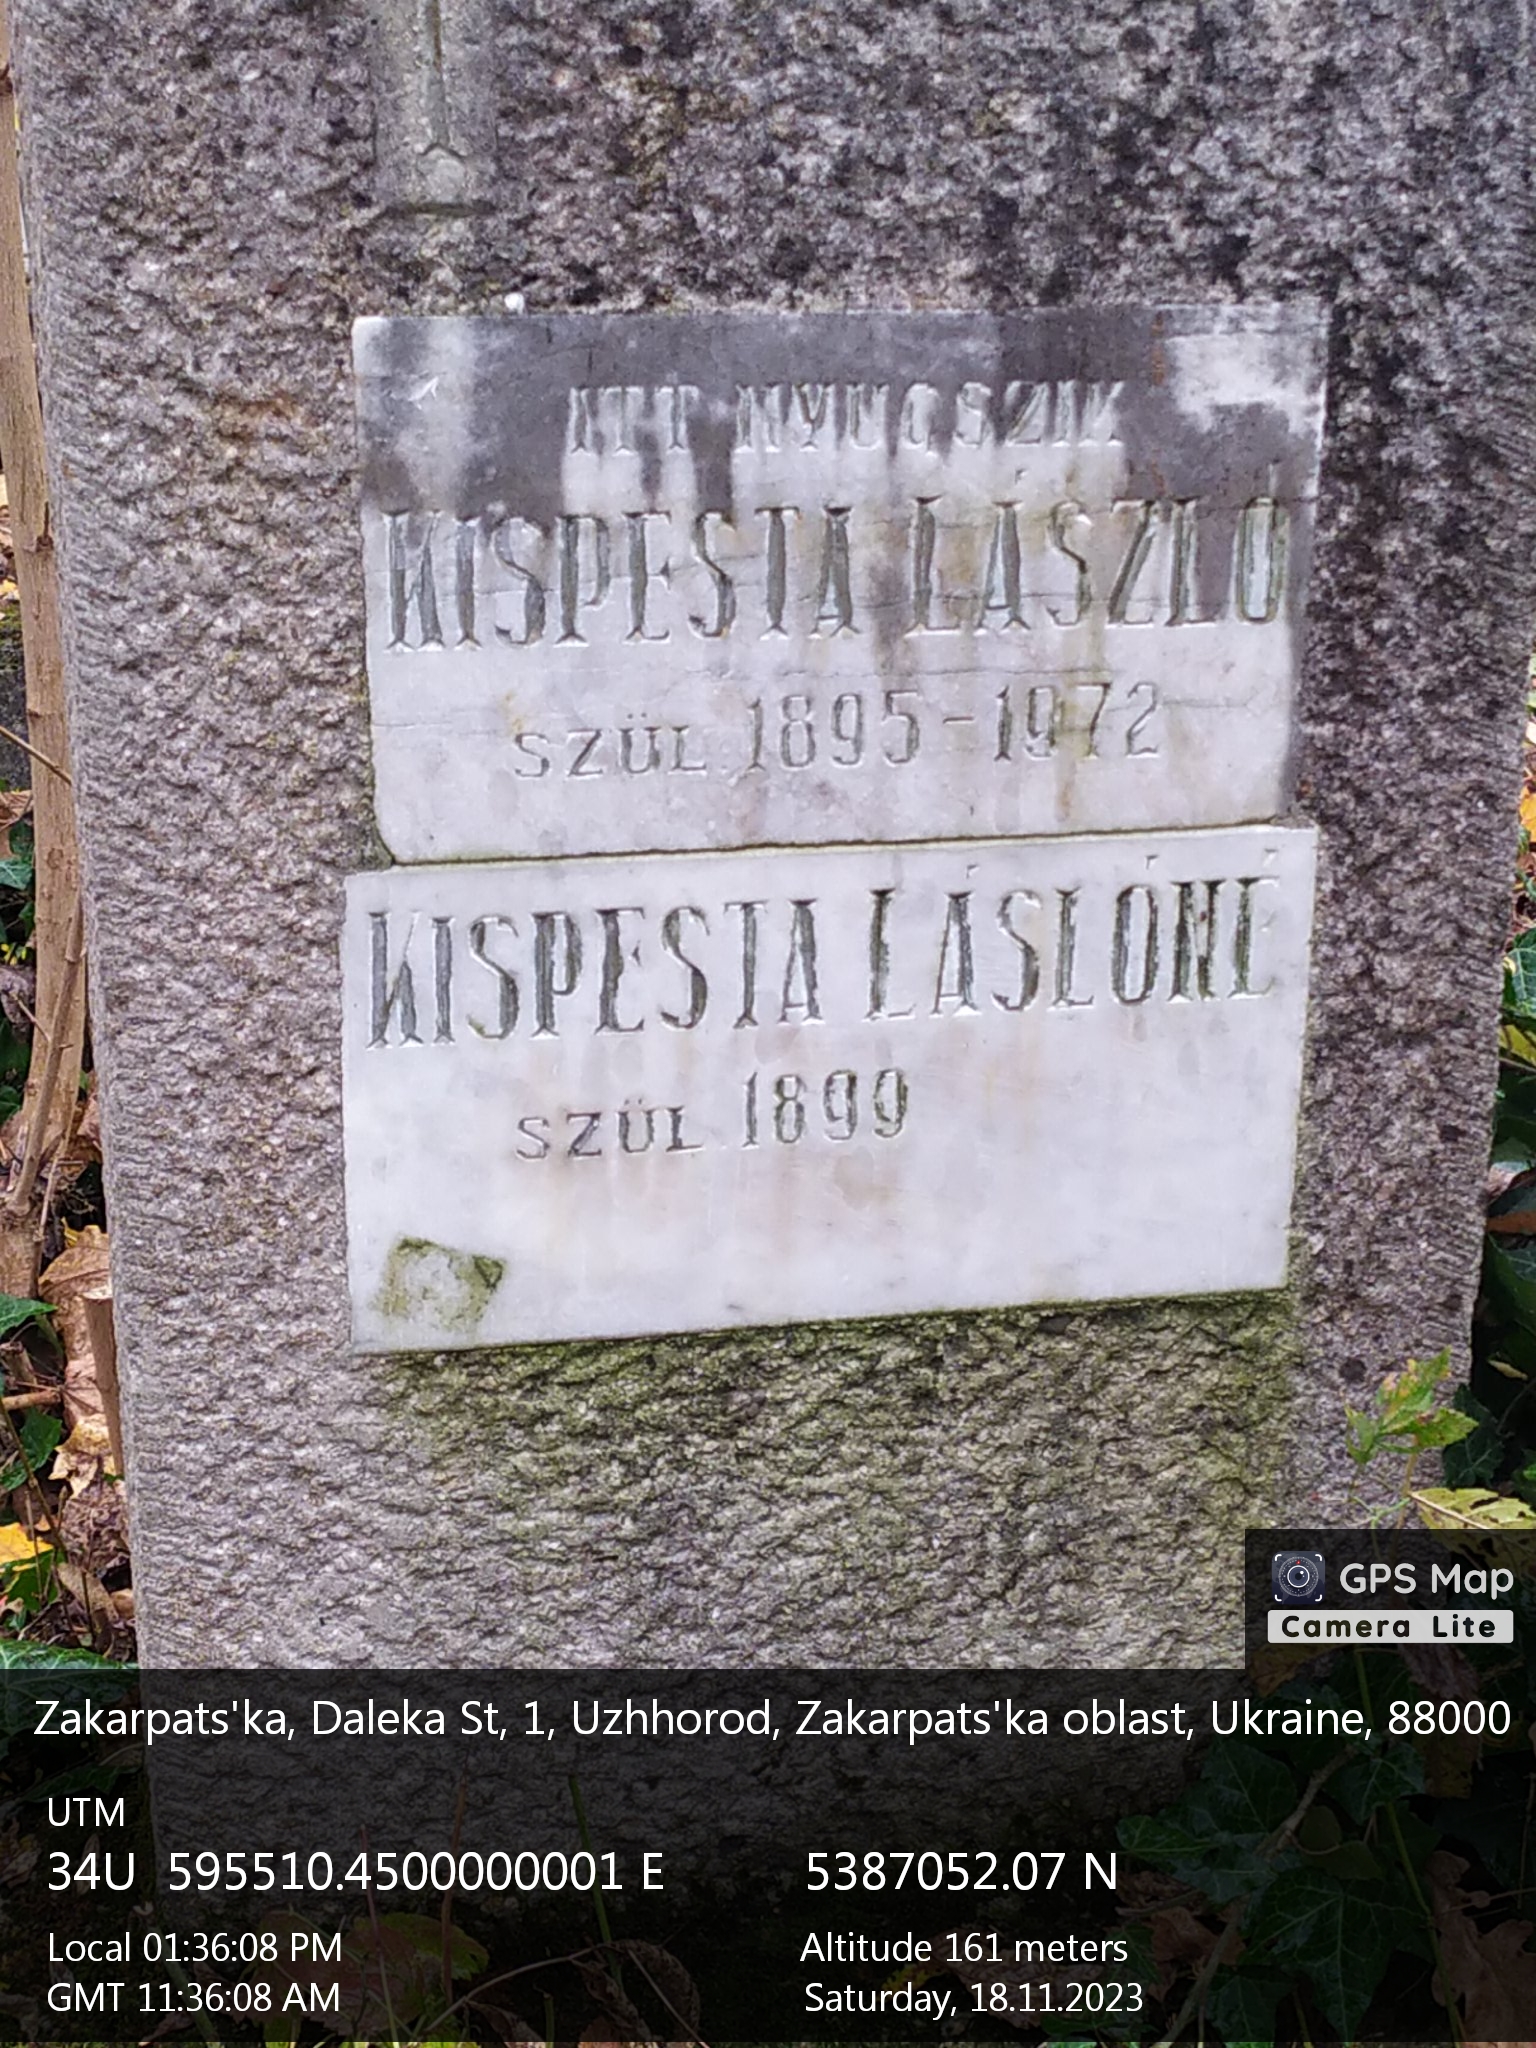 ITT NYUGSZIK
KISPESTA LÁSZLÓ
SZÜL 1895-1972
KISPESTA LÁSLÓNÉ
SZÜL 1899
GPS Map
Camera Lite
Zakarpats'ka, Daleka St, 1, Uzhhorod, Zakarpats'ka oblast, Ukraine, 88000
UTM
34U 595510.4500000001 E 5387052.07 N
Local 01:36:08 PM Altitude 161 meters
GMT 11:36:08 AM Saturday, 18.11.2023